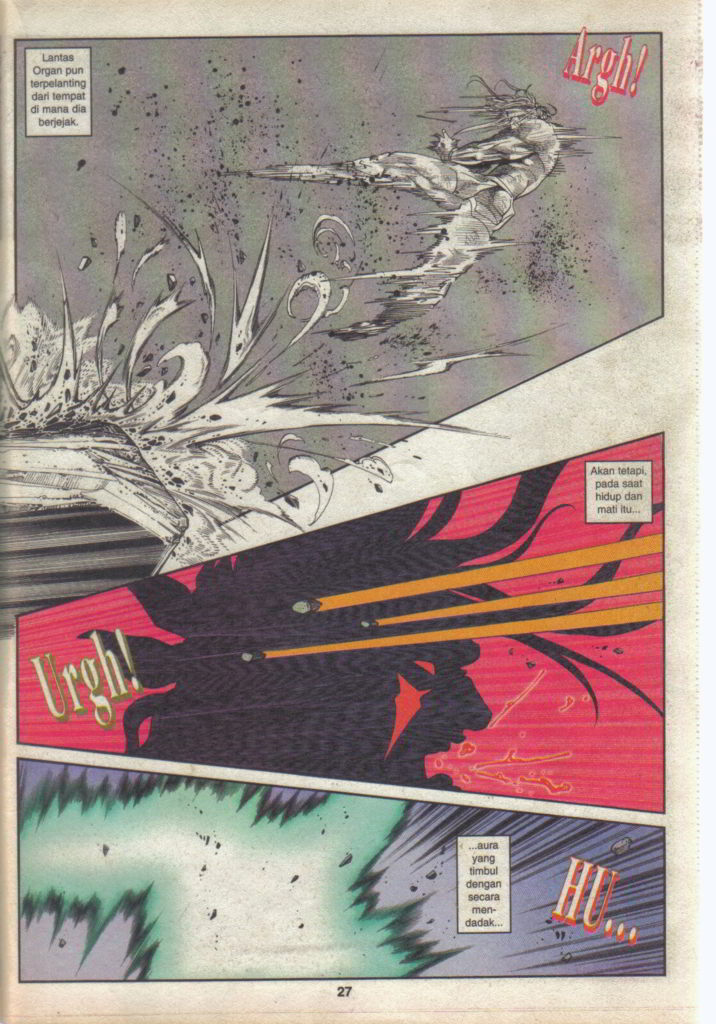 Lantas
Organ pun
terpelanting
dari tempat
di mana dia
berjejak.
Argh!
Akan tetapi,
pada saat
hidup dan
mati itu...
Urgh!
...aura
yang
timbul
dengan
secara
men-
dadak...
HU...
27